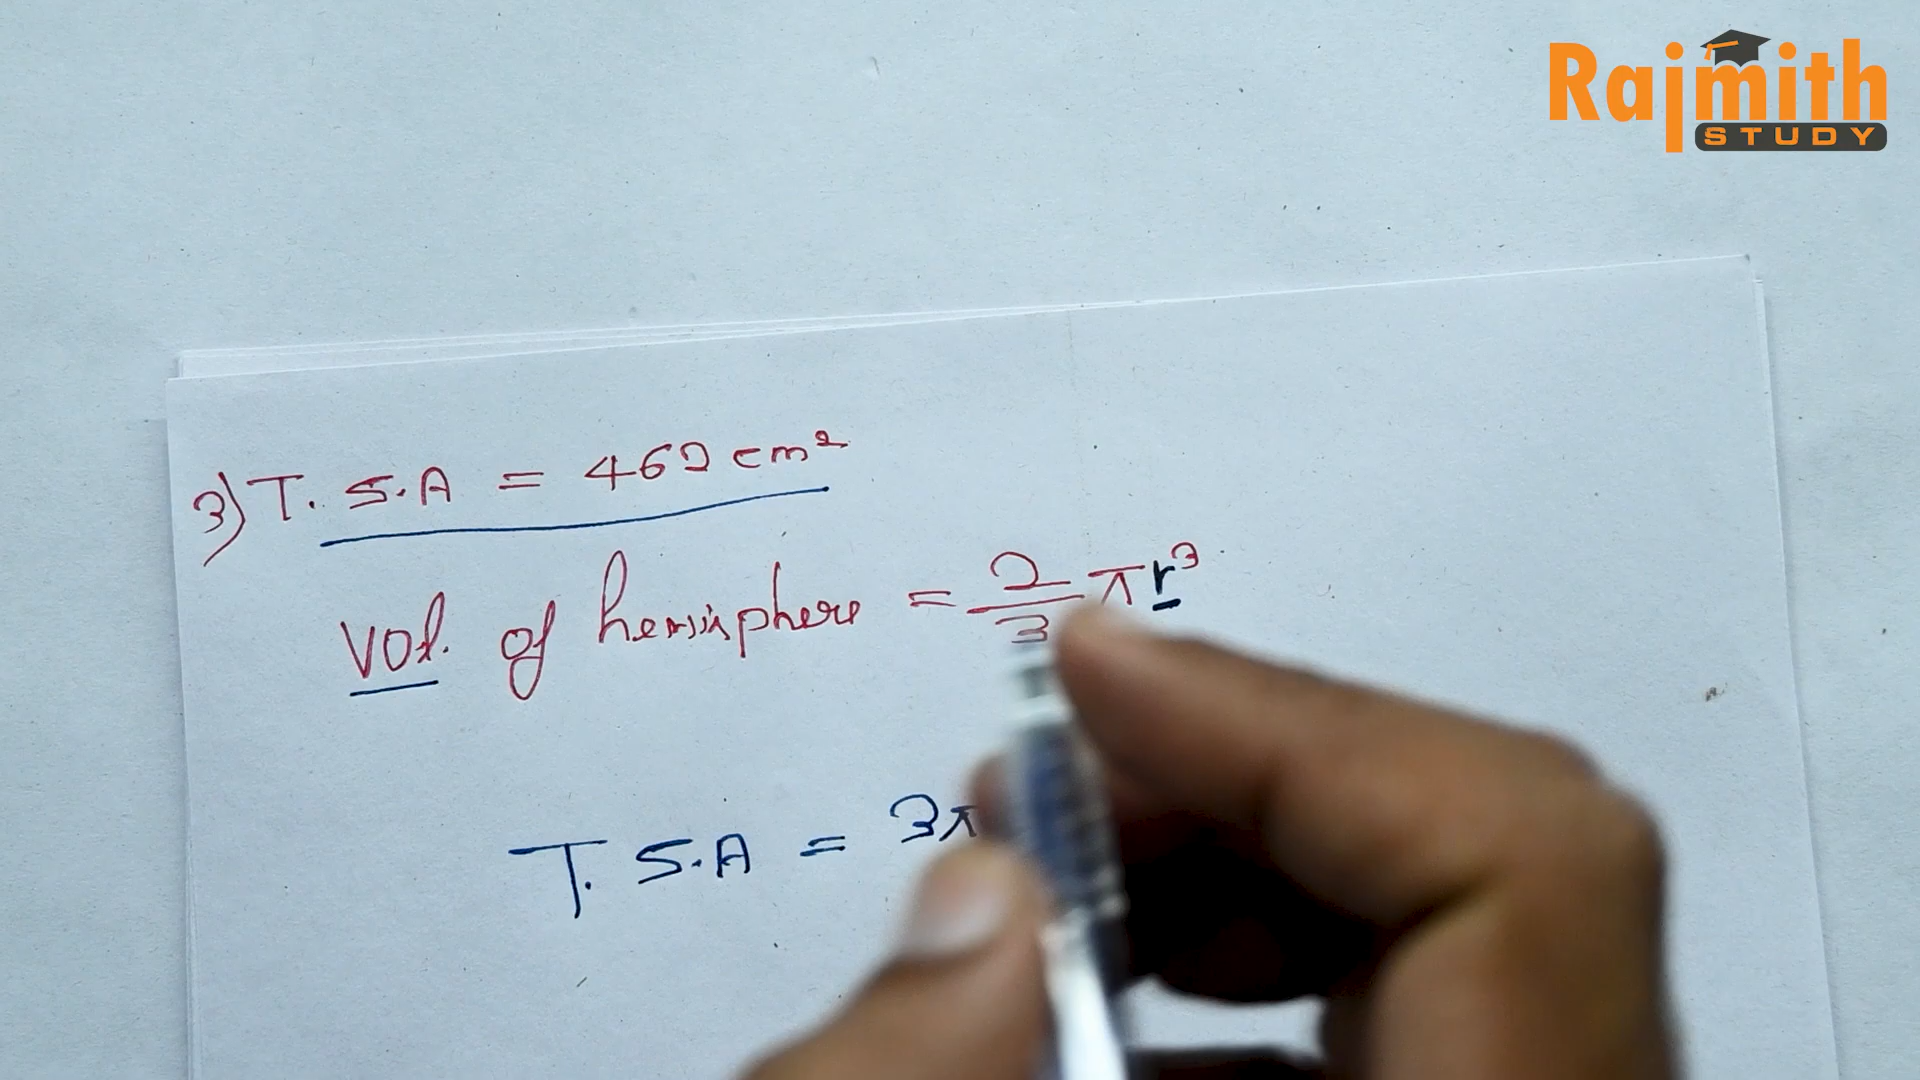 Rajmith
STUDY
3) T. S.A = 462 cm²
Vol. of hemisphere = 2/3 πr³
T. S.A = 3π